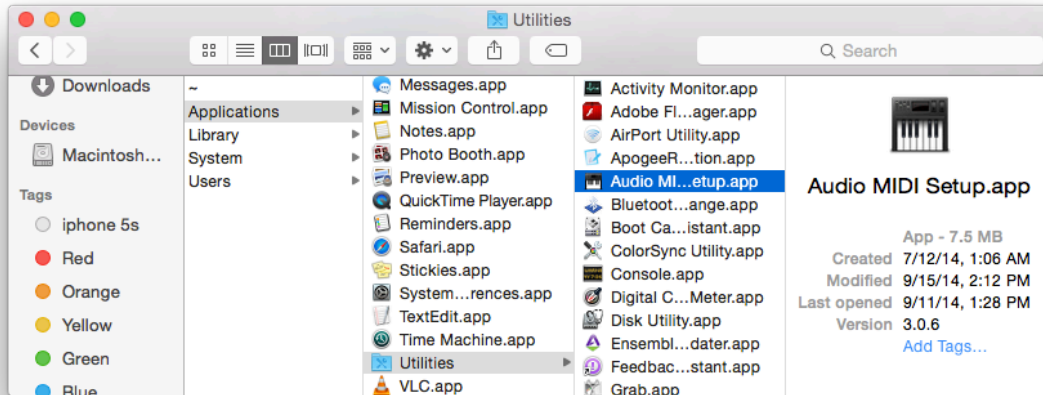 Utilities
Search
Downloads
Devices
Macintosh...
Tags
iphone 5s
Red
Orange
Yellow
Green
Blue
~
Applications
Library
System
Users
Messages.app
Mission Control.app
Notes.app
Photo Booth.app
Preview.app
QuickTime Player.app
Reminders.app
Safari.app
Stickies.app
System...rences.app
TextEdit.app
Time Machine.app
Utilities
VLC.app
Activity Monitor.app
Adobe Fl...ager.app
AirPort Utility.app
ApogeeR...tion.app
Audio MI...etup.app
Bluetoot...ange.app
Boot Ca...istant.app
ColorSync Utility.app
Console.app
Digital C...Meter.app
Disk Utility.app
Ensembl...dater.app
Feedbac...stant.app
Grab.app
Audio MIDI Setup.app
App - 7.5 MB
Created 7/12/14, 1:06 AM
Modified 9/15/14, 2:12 PM
Last opened 9/11/14, 1:28 PM
Version 3.0.6
Add Tags...